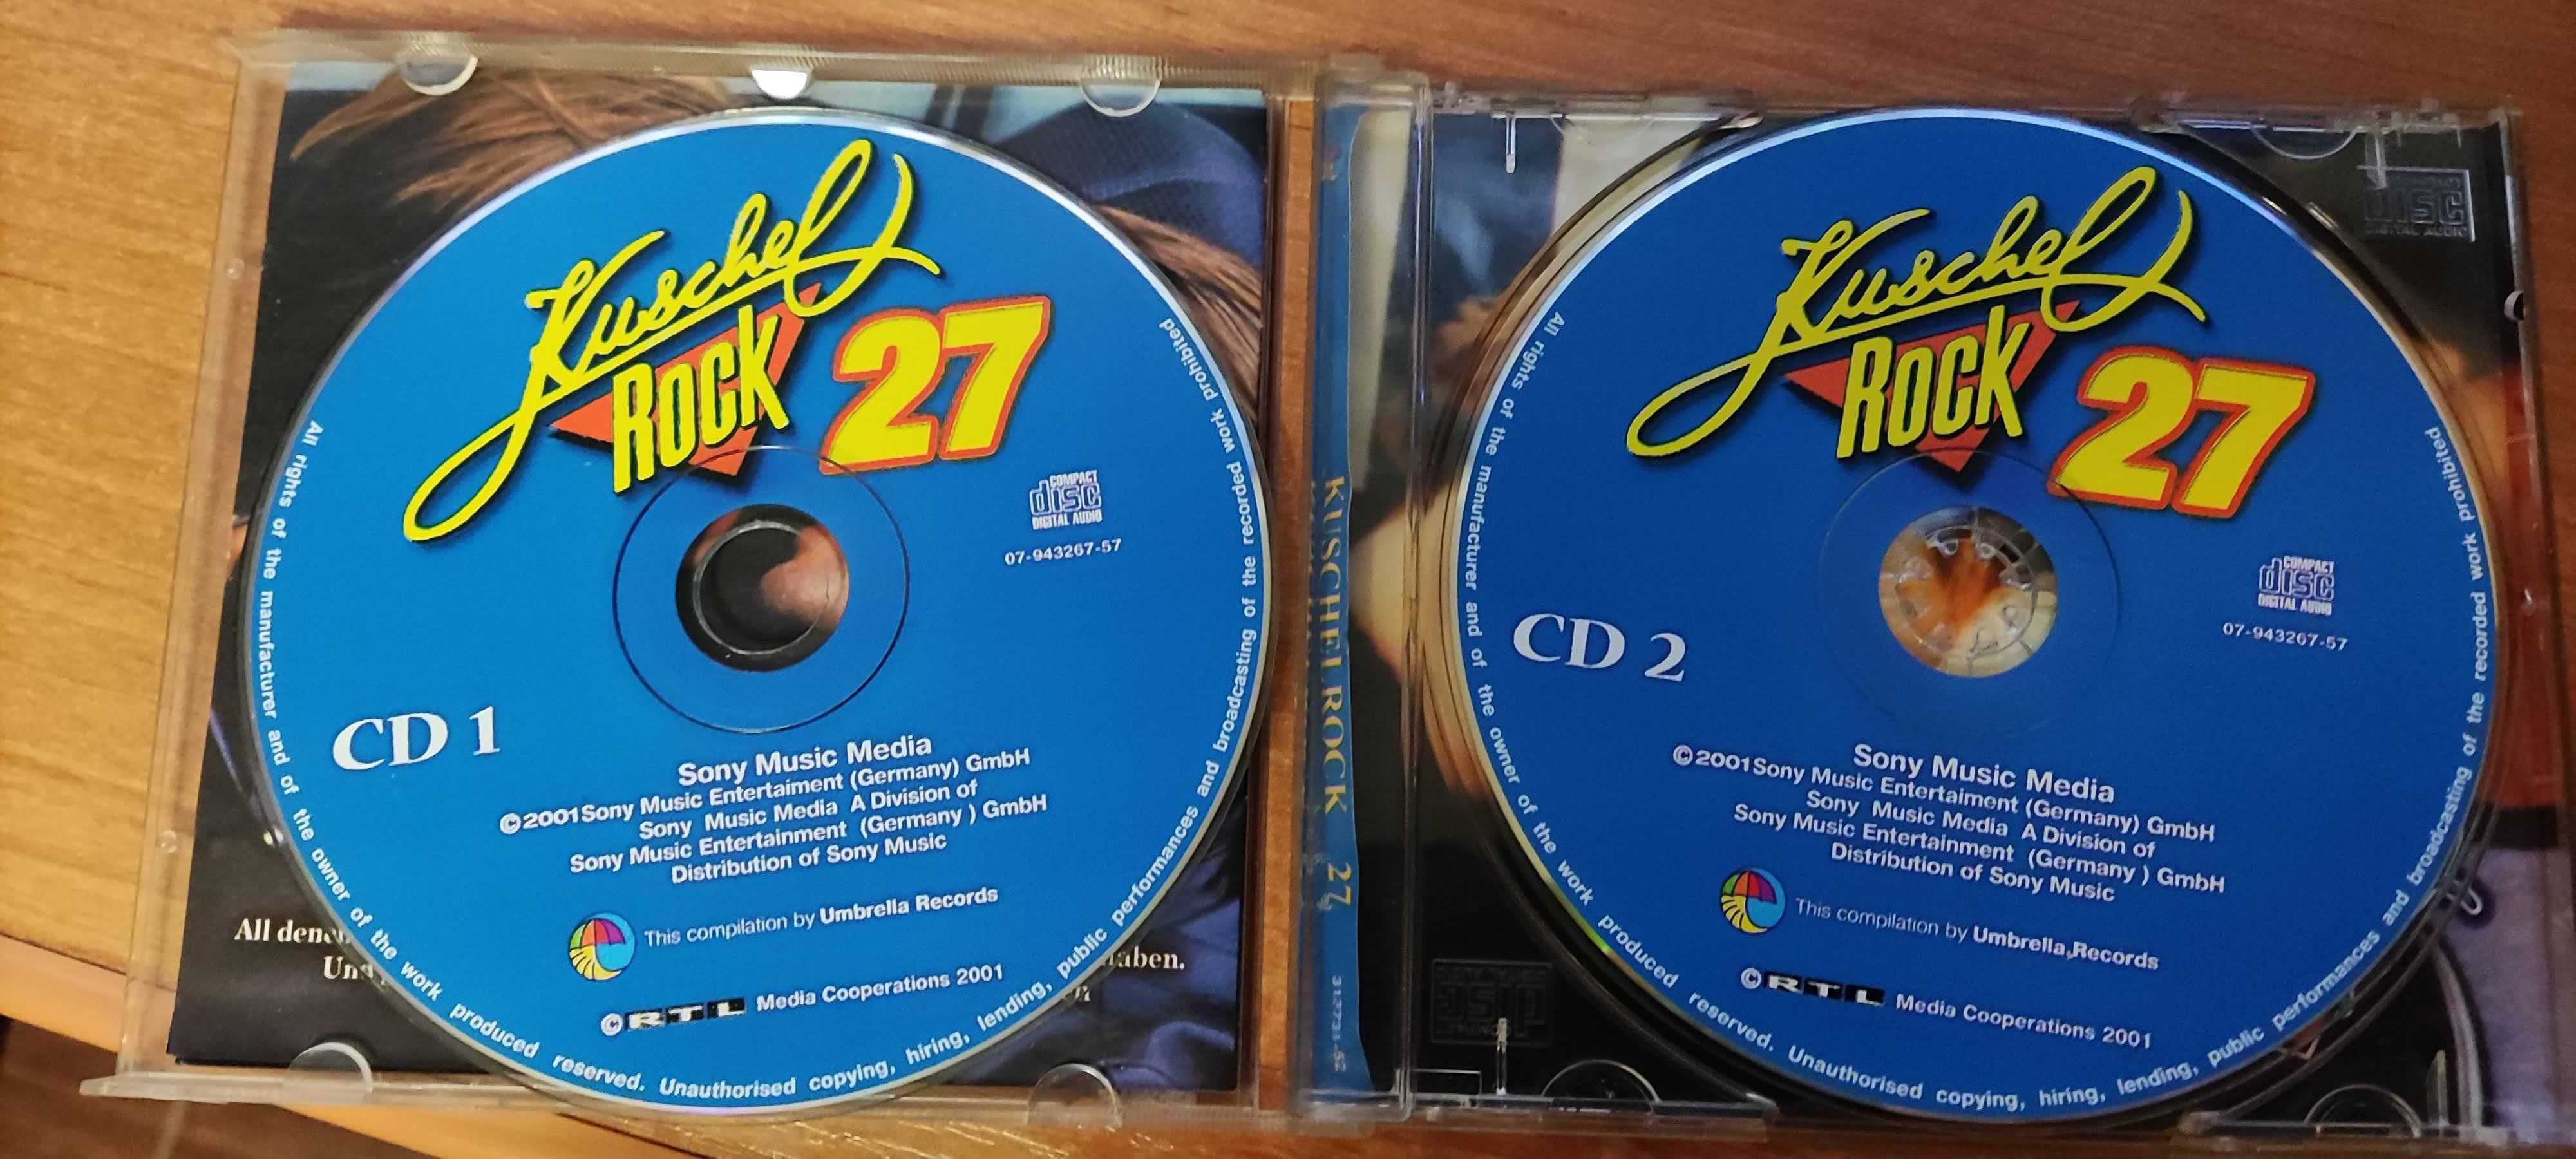 Kuschel
ROCK 27
COMPACT
disc
DIGITAL AUDIO
07-943267-57
CD 1
Sony Music Media
©2001Sony Music Entertaiment (Germany) GmbH
Sony Music Media A Division of
Sony Music Entertainment (Germany ) GmbH
Distribution of Sony Music
This compilation by Umbrella Records
© RTL Media Cooperations 2001
All rights of the manufacturer and of the owner of the work produced reserved. Unauthorised copying, hiring, lending, public performances and broadcasting of the recorded work prohibited
All
Und
KUSCHELROCK 27
Kuschel
ROCK 27
COMPACT
disc
DIGITAL AUDIO
07-943267-57
CD 2
Sony Music Media
©2001Sony Music Entertaiment (Germany) GmbH
Sony Music Media A Division of
Sony Music Entertainment (Germany ) GmbH
Distribution of Sony Music
This compilation by Umbrella Records
© RTL Media Cooperations 2001
All rights of the manufacturer and of the owner of the work produced reserved. Unauthorised copying, hiring, lending, public performances and broadcasting of the recorded work prohibited
disc
DIGITAL AUDIO